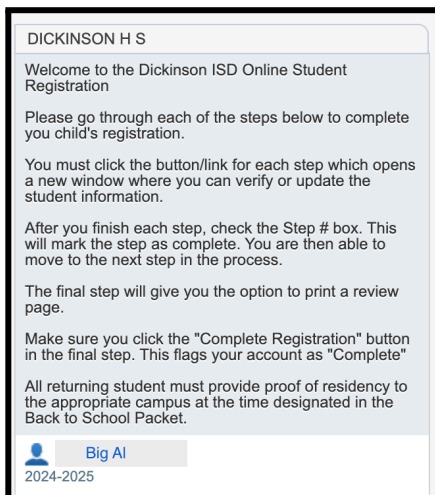 DICKINSON H S
Welcome to the Dickinson ISD Online Student
Registration
Please go through each of the steps below to complete
you child's registration.
You must click the button/link for each step which opens
a new window where you can verify or update the
student information.
After you finish each step, check the Step # box. This
will mark the step as complete. You are then able to
move to the next step in the process.
The final step will give you the option to print a review
page.
Make sure you click the "Complete Registration" button
in the final step. This flags your account as "Complete"
All returning student must provide proof of residency to
the appropriate campus at the time designated in the
Back to School Packet.
Big Al
2024-2025